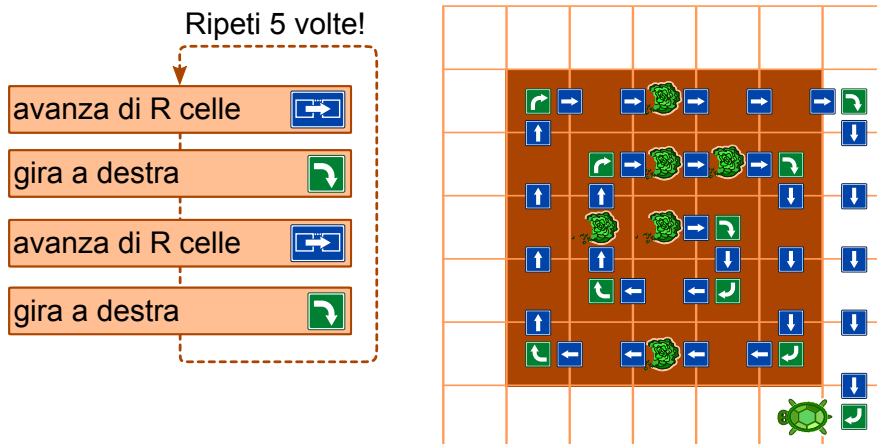 Ripeti 5 volte!
avanza di R celle
gira a destra
avanza di R celle
gira a destra